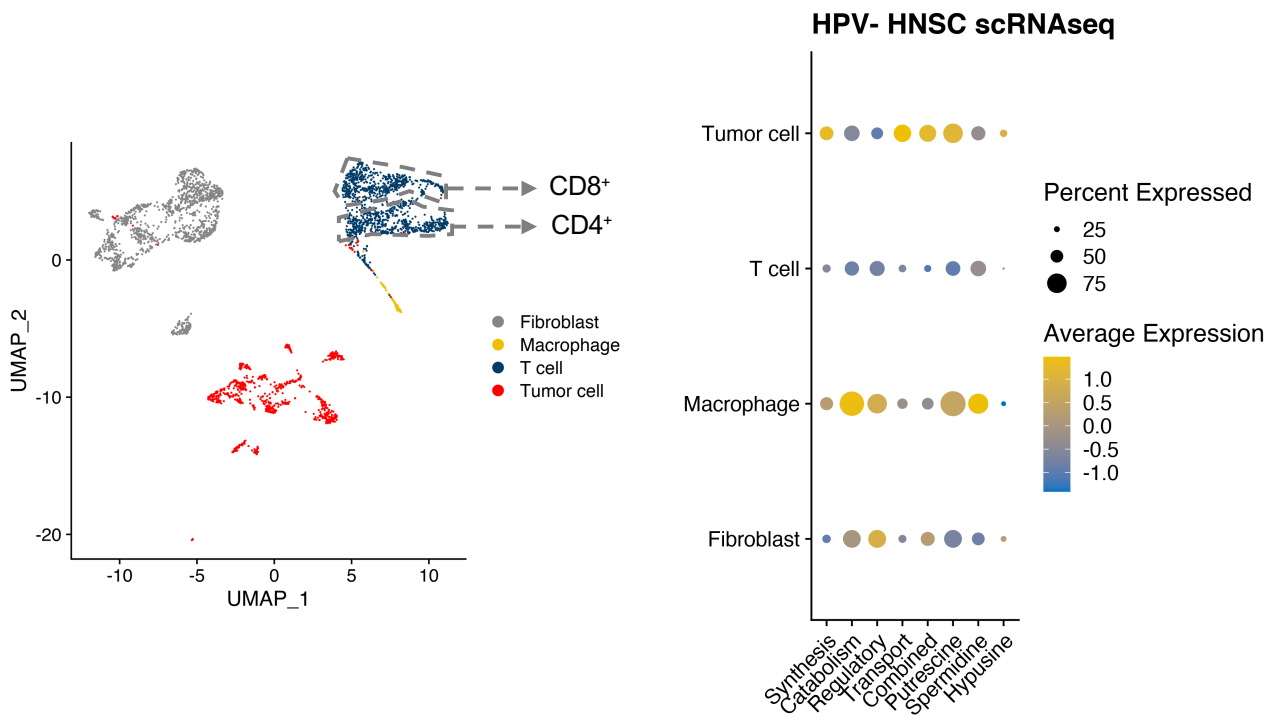 UMAP_2
0
-10
-20
-10
-5
0
5
10
UMAP_1
CD8⁺
CD4⁺
Fibroblast
Macrophage
T cell
Tumor cell
HPV- HNSC scRNAseq
Tumor cell
T cell
Macrophage
Fibroblast
Synthesis
Catabolism
Regulatory
Transport
Combined
Putrescine
Spermidine
Hypusine
Percent Expressed
25
50
75
Average Expression
1.0
0.5
0.0
-0.5
-1.0